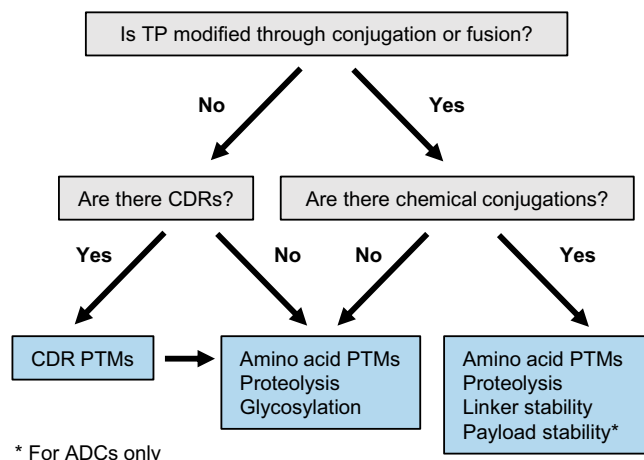 Is TP modified through conjugation or fusion?
No
Yes
Are there CDRs?
Are there chemical conjugations?
Yes
No
No
Yes
CDR PTMs
Amino acid PTMs
Proteolysis
Glycosylation
Amino acid PTMs
Proteolysis
Linker stability
Payload stability*
* For ADCs only